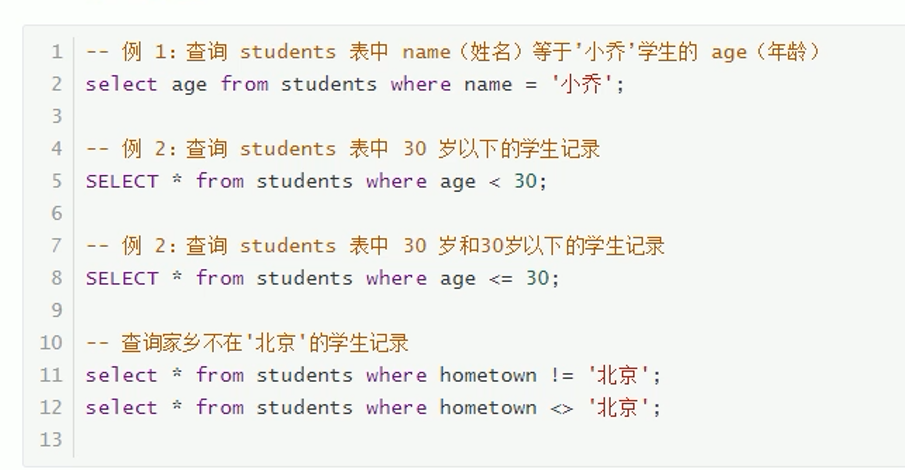 1 -- 例 1：查询 students 表中 name（姓名）等于'小乔'学生的 age（年龄）
2 select age from students where name = '小乔';
3
4 -- 例 2：查询 students 表中 30 岁以下的学生记录
5 SELECT * from students where age < 30;
6
7 -- 例 2：查询 students 表中 30 岁和30岁以下的学生记录
8 SELECT * from students where age <= 30;
9
10 -- 查询家乡不在'北京'的学生记录
11 select * from students where hometown != '北京';
12 select * from students where hometown <> '北京';
13